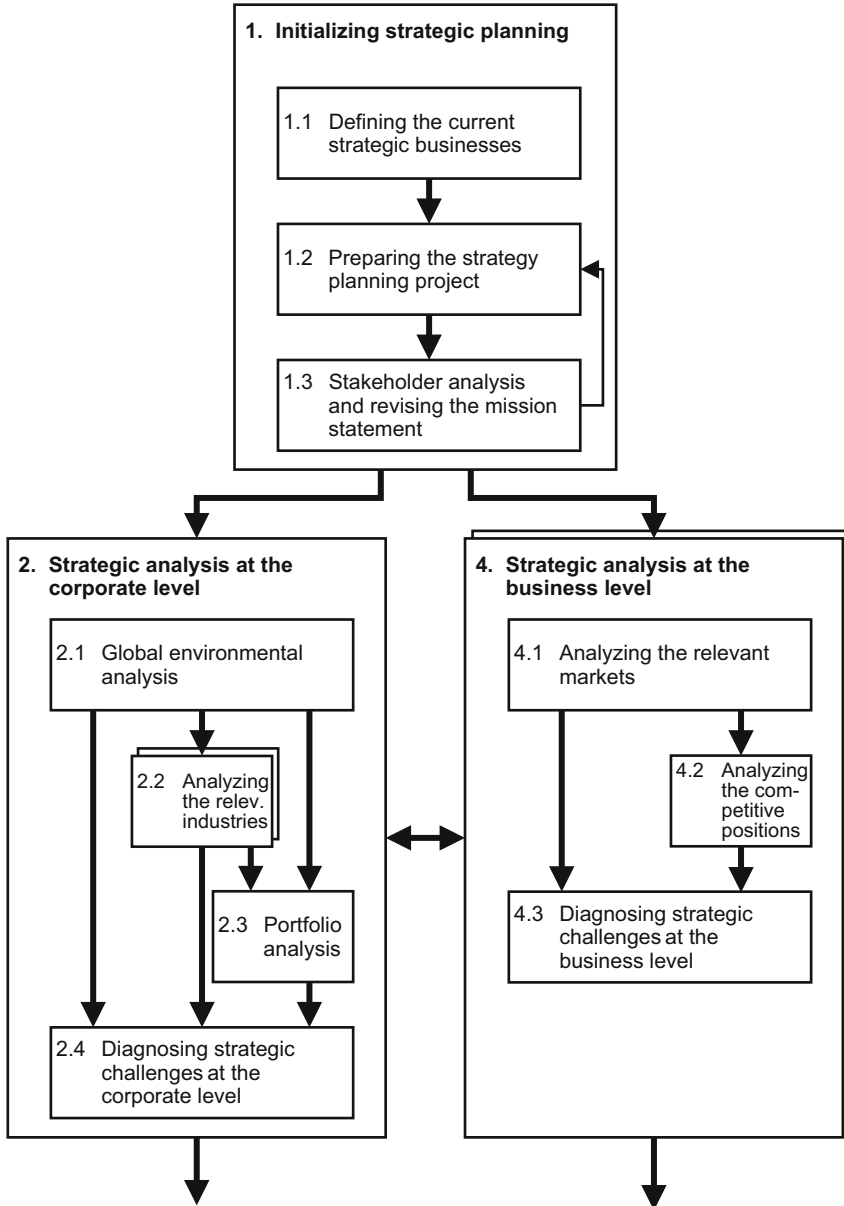 1. Initializing strategic planning
1.1 Defining the current
strategic businesses
1.2 Preparing the strategy
planning project
1.3 Stakeholder analysis
and revising the mission
statement
2. Strategic analysis at the
corporate level
2.1 Global environmental
analysis
2.2 Analyzing
the relev.
industries
2.3 Portfolio
analysis
2.4 Diagnosing strategic
challenges at the
corporate level
4. Strategic analysis at the
business level
4.1 Analyzing the relevant
markets
4.2 Analyzing
the com-
petitive
positions
4.3 Diagnosing strategic
challenges at the
business level